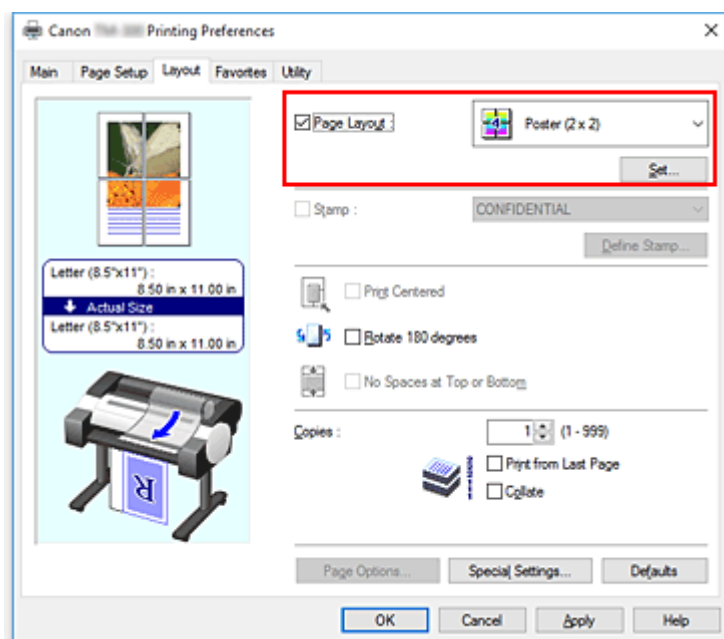 Canon Printing Preferences
Main Page Setup Layout Favorites Utility
Page Layout : 4 Poster (2 x 2)
Set...
Stamp : CONFIDENTIAL
Define Stamp...
Letter (8.5"x11") :
8.50 in x 11.00 in
Actual Size
Letter (8.5"x11") :
8.50 in x 11.00 in
Print Centered
Rotate 180 degrees
No Spaces at Top or Bottom
Copies : 1 (1 - 999)
Print from Last Page
Collate
R
Page Options... Special Settings... Defaults
OK Cancel Apply Help